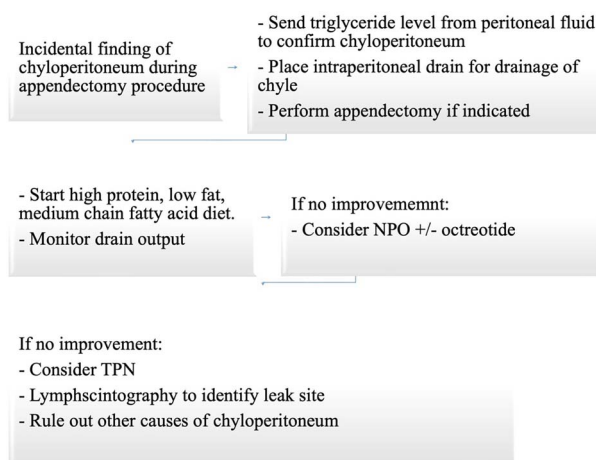 Incidental finding of
chyloperitoneum during
appendectomy procedure
- Send triglyceride level from peritoneal fluid
to confirm chyloperitoneum
- Place intraperitoneal drain for drainage of
chyle
- Perform appendectomy if indicated
- Start high protein, low fat,
medium chain fatty acid diet.
- Monitor drain output
If no improvememnt:
- Consider NPO +/- octreotide
If no improvement:
- Consider TPN
- Lymphscintography to identify leak site
- Rule out other causes of chyloperitoneum